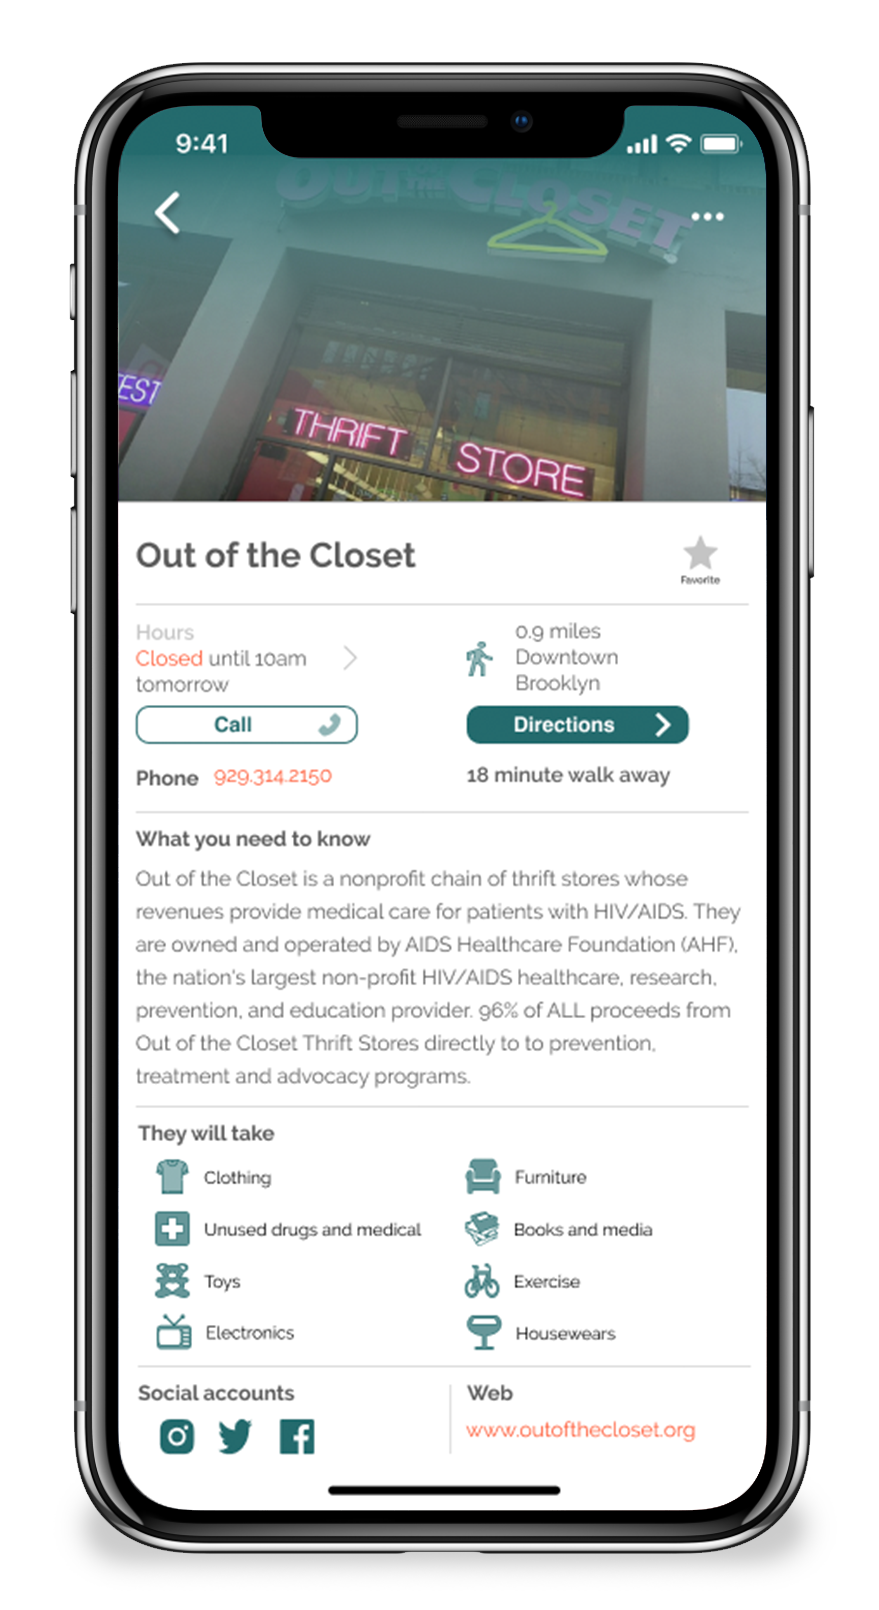 9:41
OUT OF THE CLOSET
EST
THRIFT STORE
Out of the Closet
Favorite
Hours
Closed until 10am
tomorrow
0.9 miles
Downtown
Brooklyn
Call
Directions
Phone 929.314.2150
18 minute walk away
What you need to know
Out of the Closet is a nonprofit chain of thrift stores whose
revenues provide medical care for patients with HIV/AIDS. They
are owned and operated by AIDS Healthcare Foundation (AHF),
the nation's largest non-profit HIV/AIDS healthcare, research,
prevention, and education provider. 96% of ALL proceeds from
Out of the Closet Thrift Stores directly to to prevention,
treatment and advocacy programs.
They will take
Clothing
Furniture
Unused drugs and medical
Books and media
Toys
Exercise
Electronics
Housewears
Social accounts
Web
www.outofthecloset.org